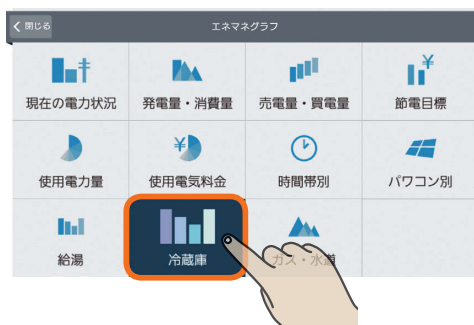 閉じる エネマネグラフ
現在の電力状況 発電量・消費量 売電量・買電量 節電目標
使用電力量 使用電気料金 時間帯別 パワコン別
給湯 冷蔵庫 ガス・水道